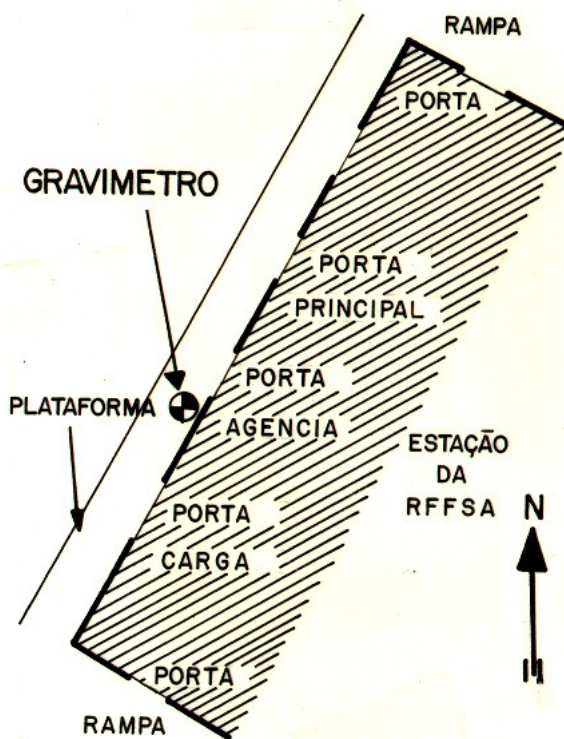 RAMPA
PORTA
GRAVIMETRO
PORTA
PRINCIPAL
PORTA
PLATAFORMA
AGENCIA
ESTAÇÃO
DA
RFFSA
N
PORTA
CARGA
PORTA
RAMPA